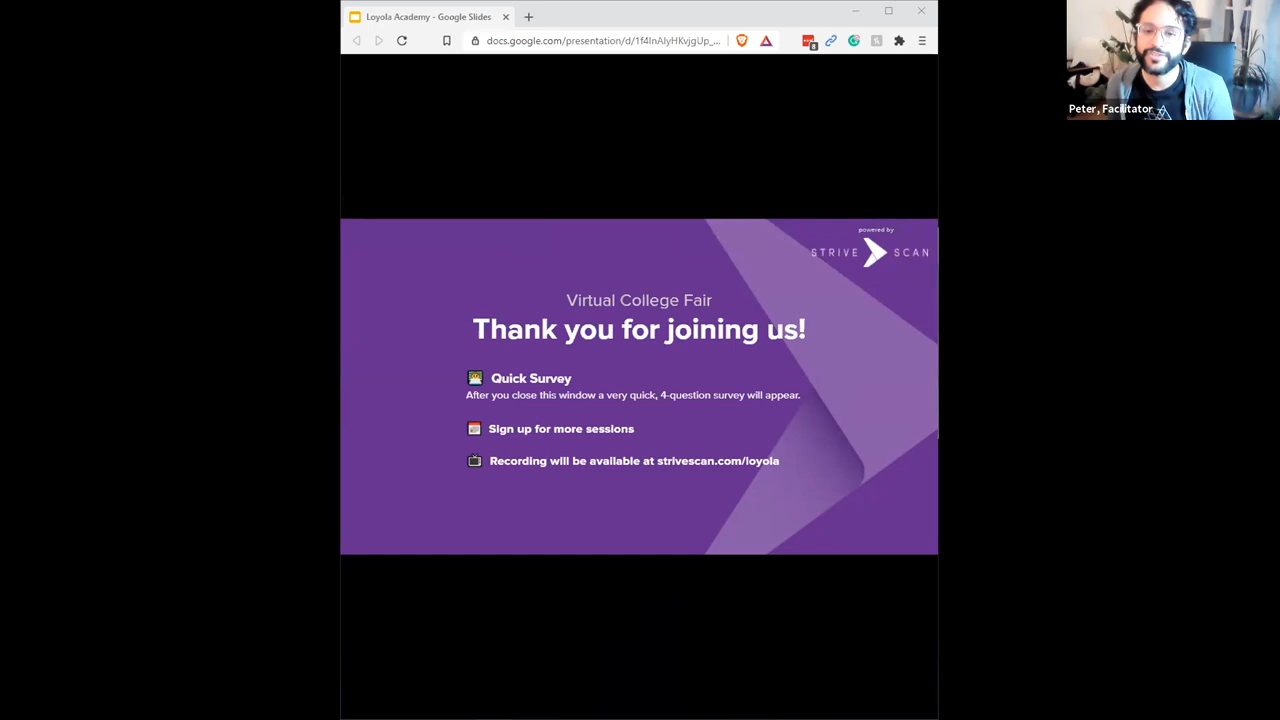 Loyola Academy - Google Slides
docs.google.com/presentation/d/1f4InAlyHKvjgUp_...
8
Peter, Facilitator
powered by
STRIVE SCAN
Virtual College Fair
Thank you for joining us!
Quick Survey
After you close this window a very quick, 4-question survey will appear.
Sign up for more sessions
Recording will be available at strivescan.com/loyola